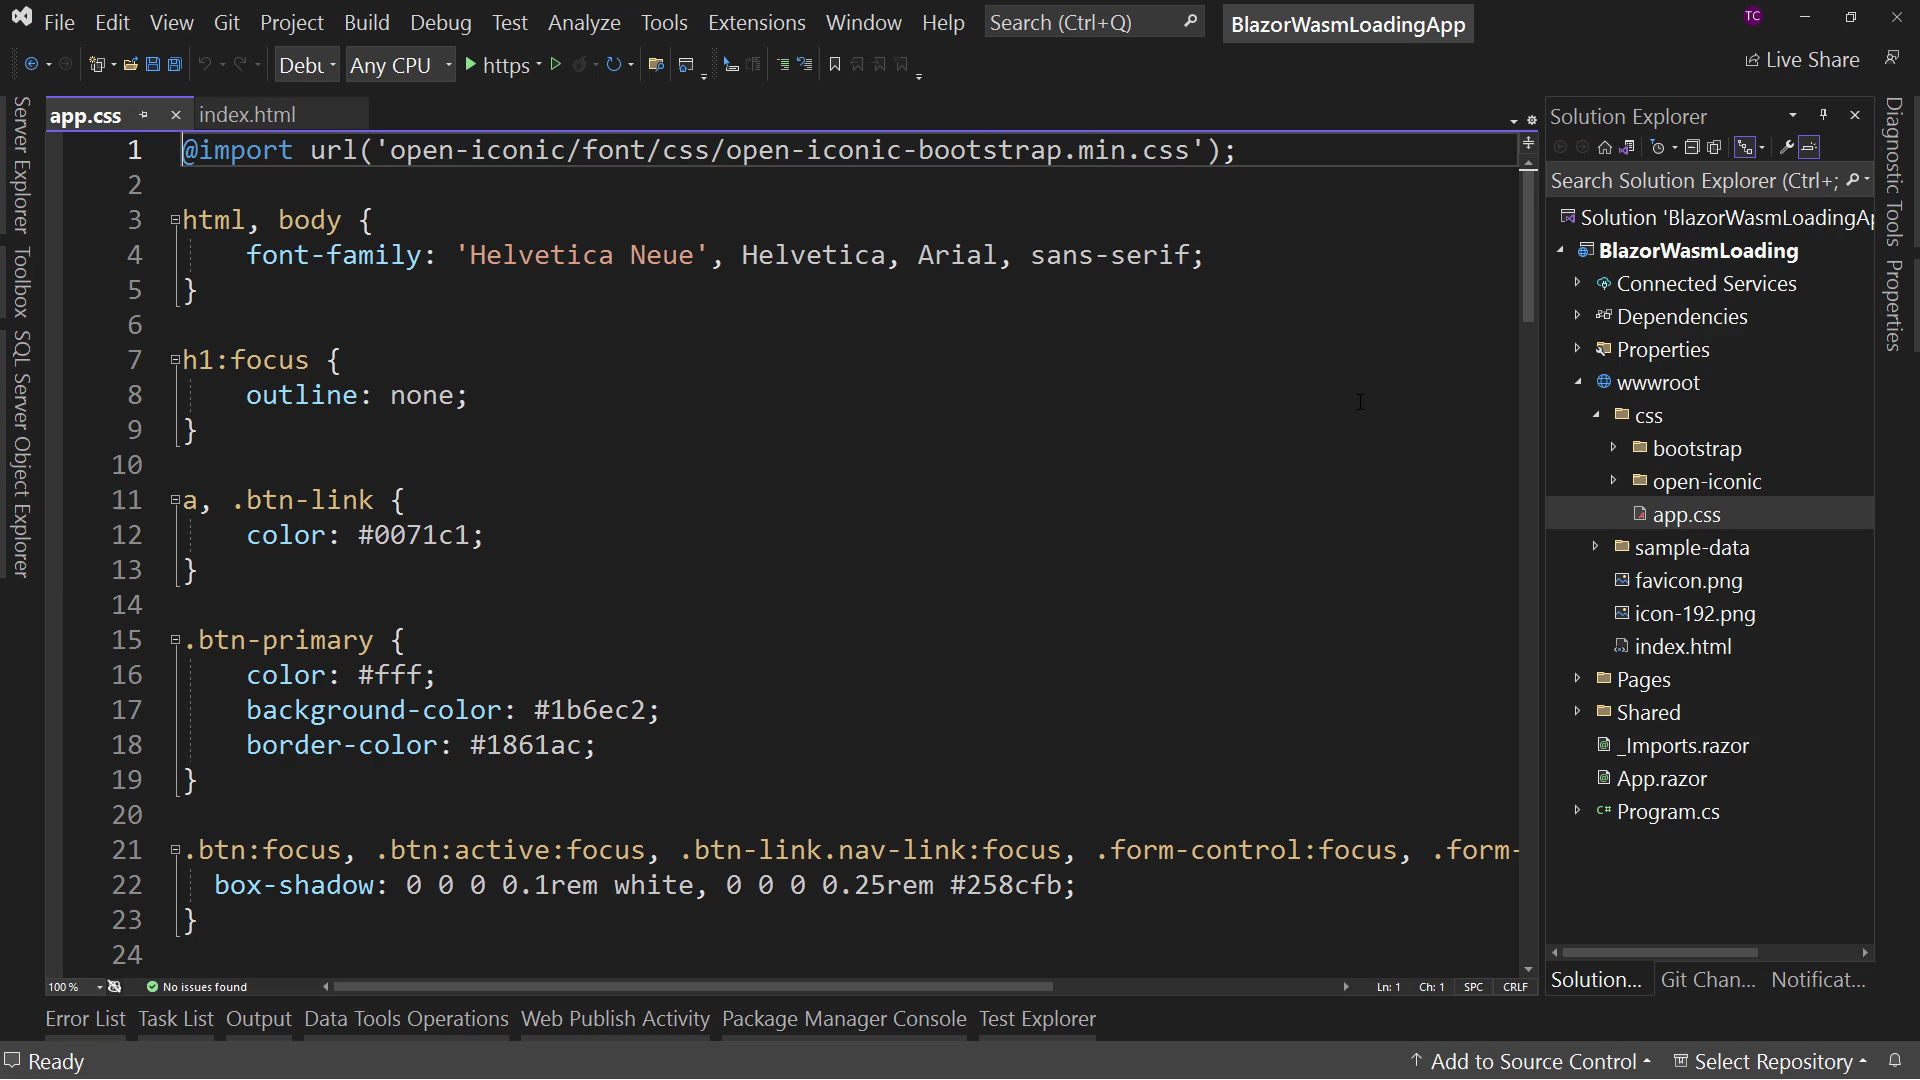 File Edit View Git Project Build Debug Test Analyze Tools Extensions Window Help Search (Ctrl+Q) BlazorWasmLoadingApp TC
Debu Any CPU https Live Share
app.css index.html
1 @import url('open-iconic/font/css/open-iconic-bootstrap.min.css');
2
3 html, body {
4 font-family: 'Helvetica Neue', Helvetica, Arial, sans-serif;
5 }
6
7 h1:focus {
8 outline: none;
9 }
10
11 a, .btn-link {
12 color: #0071c1;
13 }
14
15 .btn-primary {
16 color: #fff;
17 background-color: #1b6ec2;
18 border-color: #1861ac;
19 }
20
21 .btn:focus, .btn:active:focus, .btn-link.nav-link:focus, .form-control:focus, .form-
22 box-shadow: 0 0 0 0.1rem white, 0 0 0 0.25rem #258cfb;
23 }
24
100 % No issues found Ln: 1 Ch: 1 SPC CRLF
Server Explorer
Toolbox
SQL Server Object Explorer
Solution Explorer
Search Solution Explorer (Ctrl+;
Solution 'BlazorWasmLoadingAp
BlazorWasmLoading
Connected Services
Dependencies
Properties
wwwroot
css
bootstrap
open-iconic
app.css
sample-data
favicon.png
icon-192.png
index.html
Pages
Shared
_Imports.razor
App.razor
C# Program.cs
Solution... Git Chan... Notificat...
Diagnostic Tools
Properties
Error List Task List Output Data Tools Operations Web Publish Activity Package Manager Console Test Explorer
Ready Add to Source Control Select Repository